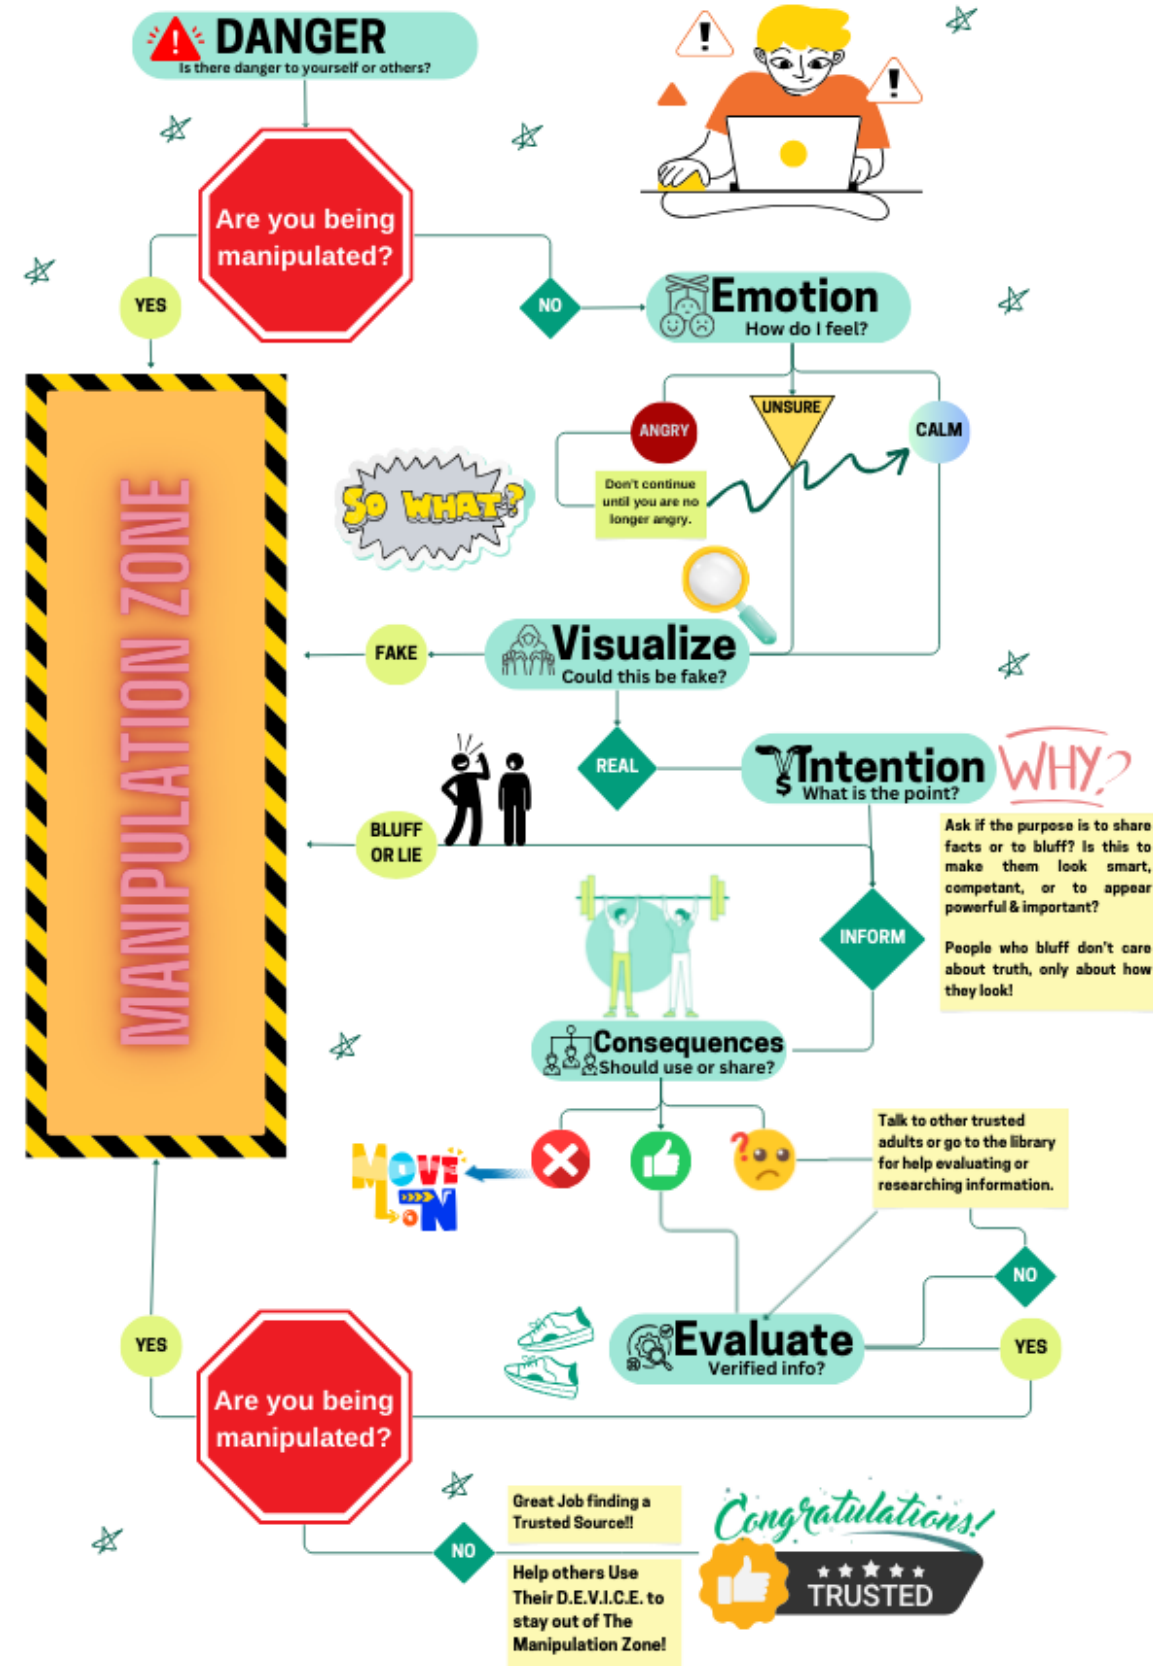 DANGER
Is there danger to yourself or others?
Are you being
manipulated?
YES
NO
Emotion
How do I feel?
ANGRY
UNSURE
CALM
Don't continue
until you are no
longer angry.
SO WHAT?
MANIPULATION ZONE
FAKE
Visualize
Could this be fake?
REAL
Intention
What is the point?
WHY?
BLUFF
OR LIE
Ask if the purpose is to share
facts or to bluff? Is this to
make them look smart,
competant, or to appear
powerful & important?
People who bluff don't care
about truth, only about how
they look!
INFORM
Consequences
Should use or share?
MOVE
ON
Talk to other trusted
adults or go to the library
for help evaluating or
researching information.
NO
Evaluate
Verified info?
YES
YES
Are you being
manipulated?
NO
Great Job finding a
Trusted Source!!
Help others Use
Their D.E.V.I.C.E. to
stay out of The
Manipulation Zone!
Congratulations!
TRUSTED